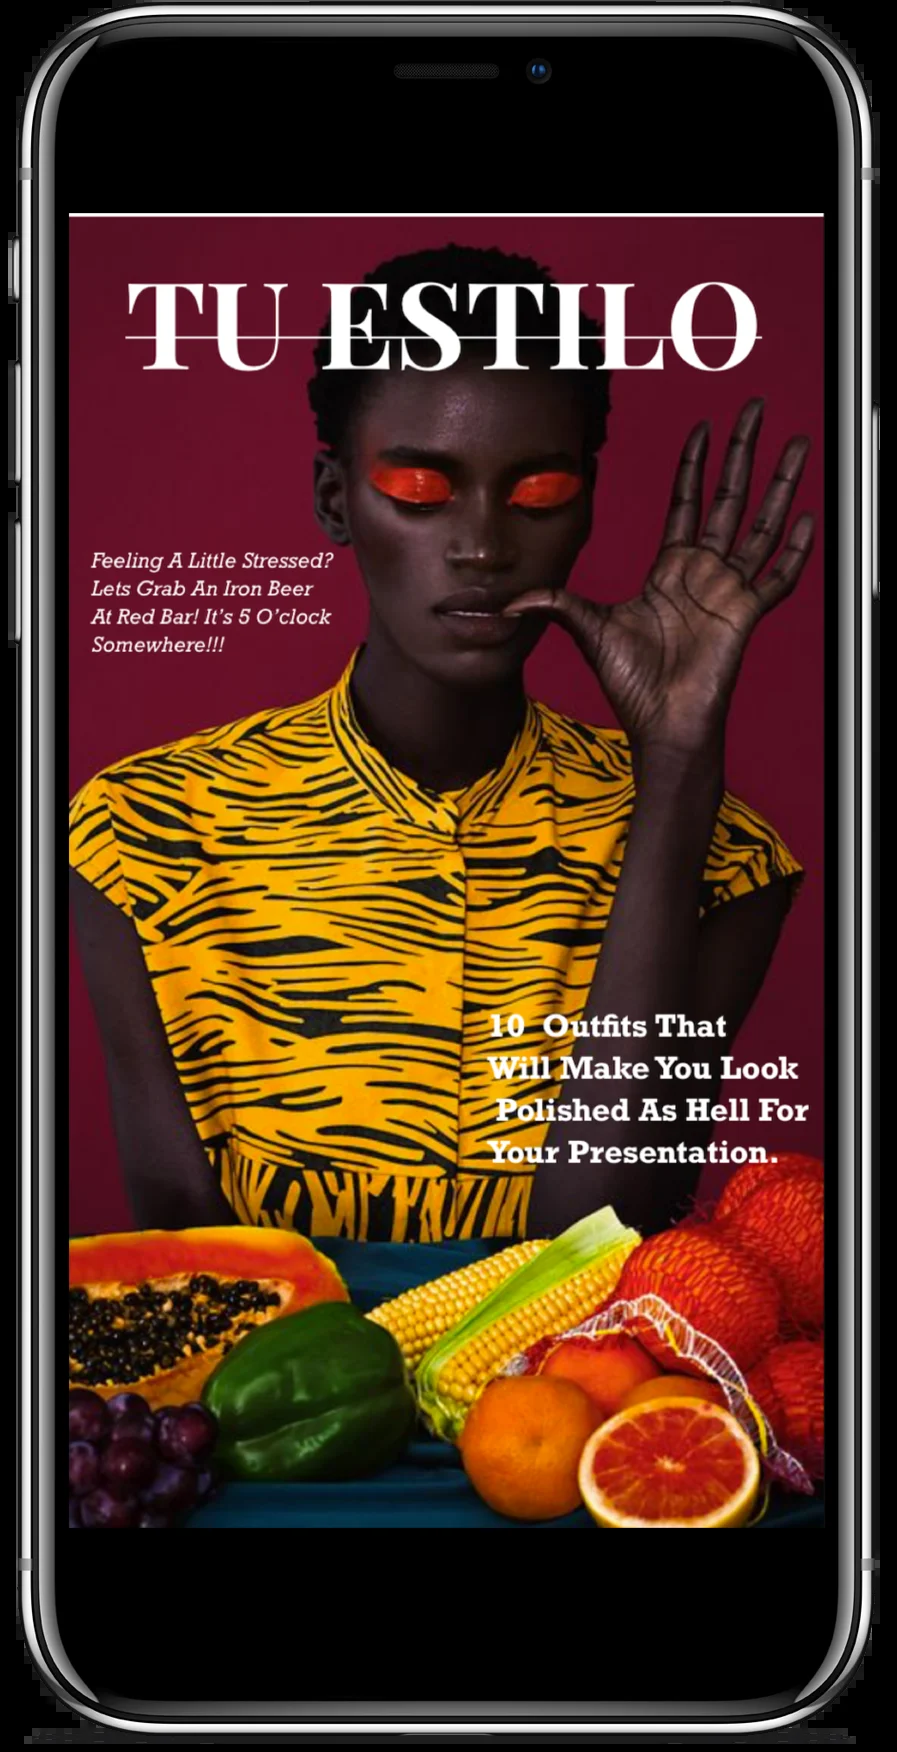 TU ESTILO
Feeling A Little Stressed?
Lets Grab An Iron Beer
At Red Bar! It's 5 O'clock
Somewhere!!!
10 Outfits That
Will Make You Look
Polished As Hell For
Your Presentation.